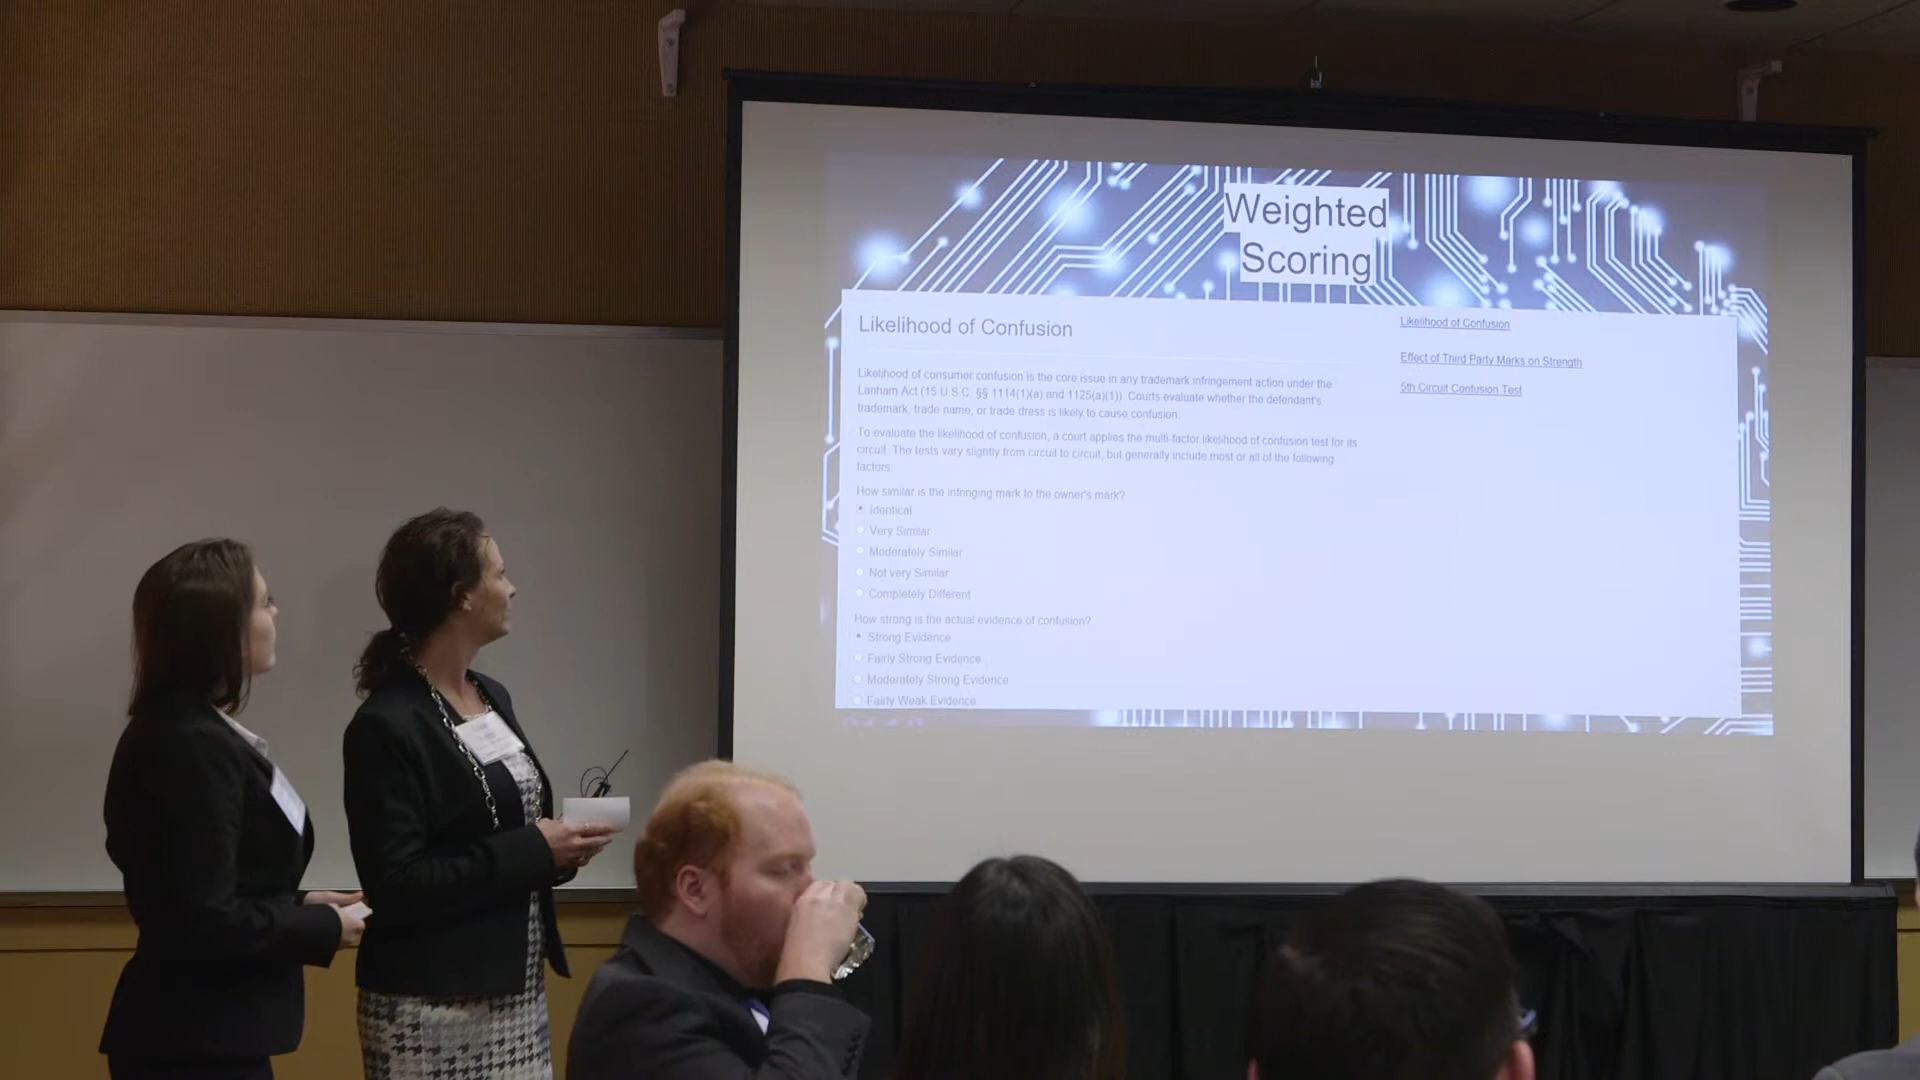 Weighted
Scoring
Likelihood of Confusion
Likelihood of consumer confusion is the core issue in any trademark infringement action under the
Lanham Act (15 U.S.C. §§ 1114(1)(a) and 1125(a)(1)). Courts evaluate whether the defendant's
trademark, trade name, or trade dress is likely to cause confusion.
To evaluate the likelihood of confusion, a court applies the multi-factor likelihood of confusion test for its
circuit. The tests vary slightly from circuit to circuit, but generally include most or all of the following
factors.
How similar is the infringing mark to the owner's mark?
Identical
Very Similar
Moderately Similar
Not very Similar
Completely Different
How strong is the actual evidence of confusion?
Strong Evidence
Fairly Strong Evidence
Moderately Strong Evidence
Fairly Weak Evidence
Likelihood of Confusion
Effect of Third Party Marks on Strength
5th Circuit Confusion Test